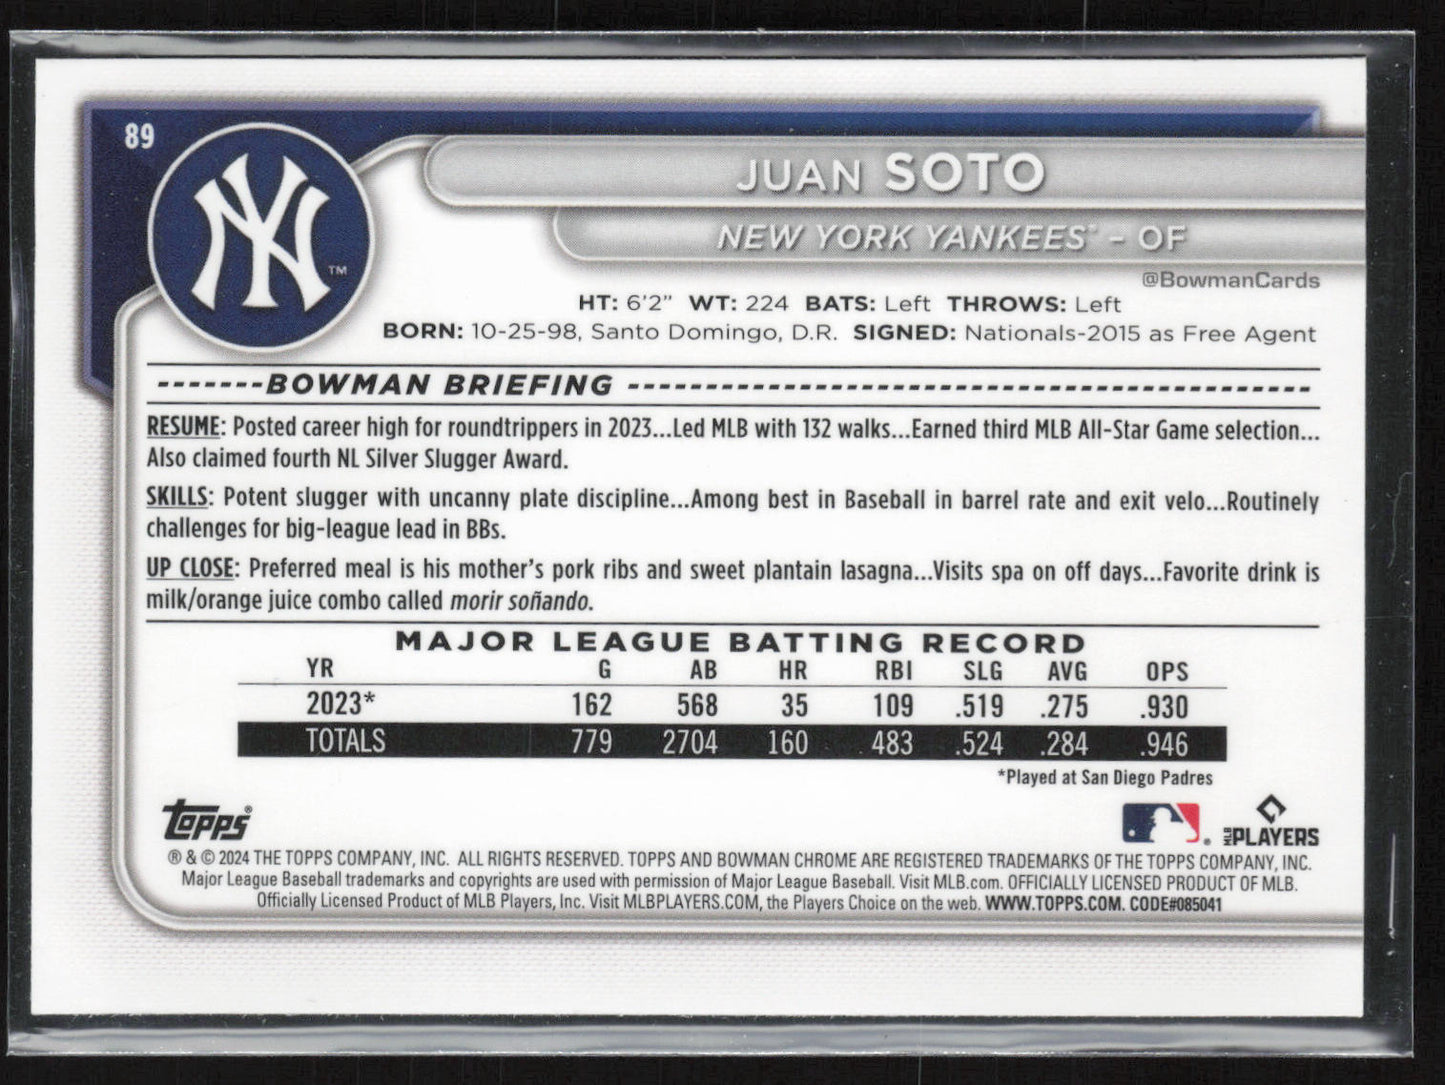 89
NY
™
JUAN SOTO
NEW YORK YANKEES® – OF
@BowmanCards
HT: 6'2" WT: 224 BATS: Left THROWS: Left
BORN: 10-25-98, Santo Domingo, D.R. SIGNED: Nationals-2015 as Free Agent
-------BOWMAN BRIEFING --------------------------------------------
RESUME: Posted career high for roundtrippers in 2023...Led MLB with 132 walks...Earned third MLB All-Star Game selection...
Also claimed fourth NL Silver Slugger Award.
SKILLS: Potent slugger with uncanny plate discipline...Among best in Baseball in barrel rate and exit velo...Routinely
challenges for big-league lead in BBs.
UP CLOSE: Preferred meal is his mother's pork ribs and sweet plantain lasagna...Visits spa on off days...Favorite drink is
milk/orange juice combo called morir soñando.
MAJOR LEAGUE BATTING RECORD
YR G AB HR RBI SLG AVG OPS
2023* 162 568 35 109 .519 .275 .930
TOTALS 779 2704 160 483 .524 .284 .946
*Played at San Diego Padres
Topps®
MLB PLAYERS
® & © 2024 THE TOPPS COMPANY, INC. ALL RIGHTS RESERVED. TOPPS AND BOWMAN CHROME ARE REGISTERED TRADEMARKS OF THE TOPPS COMPANY, INC.
Major League Baseball trademarks and copyrights are used with permission of Major League Baseball. Visit MLB.com. OFFICIALLY LICENSED PRODUCT OF MLB.
Officially Licensed Product of MLB Players, Inc. Visit MLBPLAYERS.COM, the Players Choice on the web. WWW.TOPPS.COM. CODE#085041